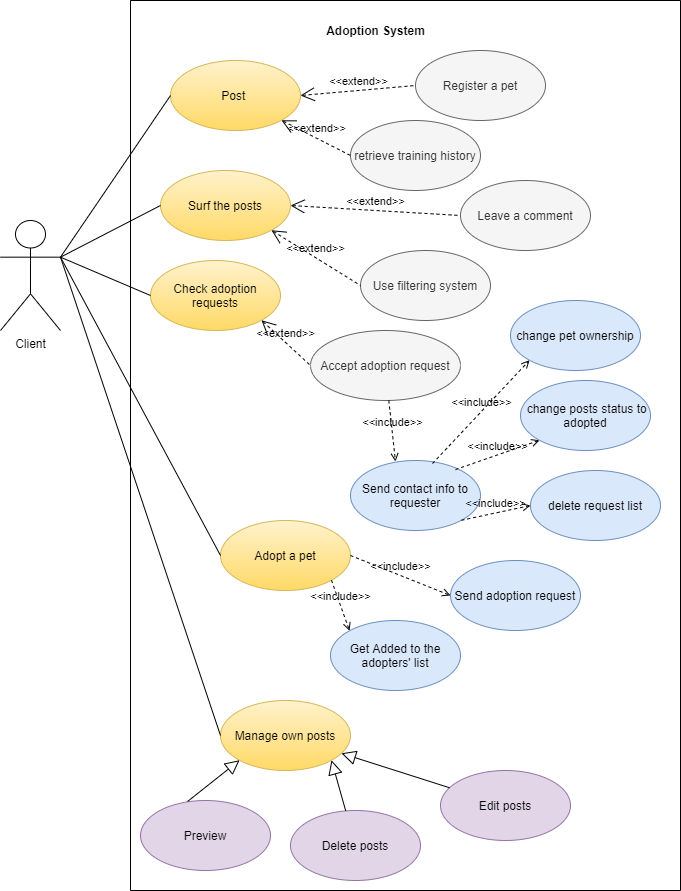 Adoption System
Post
<<extend>>
Register a pet
<<extend>>
retrieve training history
Surf the posts
<<extend>>
Leave a comment
<<extend>>
Use filtering system
Client
Check adoption
requests
<<extend>>
Accept adoption request
change pet ownership
<<include>>
<<include>>
change posts status to
adopted
<<include>>
Send contact info to
requester
<<include>>
delete request list
Adopt a pet
<<include>>
Send adoption request
<<include>>
Get Added to the
adopters' list
Manage own posts
Preview
Delete posts
Edit posts